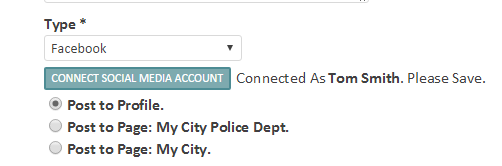 Type *
Facebook
CONNECT SOCIAL MEDIA ACCOUNT Connected As Tom Smith. Please Save.
Post to Profile.
Post to Page: My City Police Dept.
Post to Page: My City.